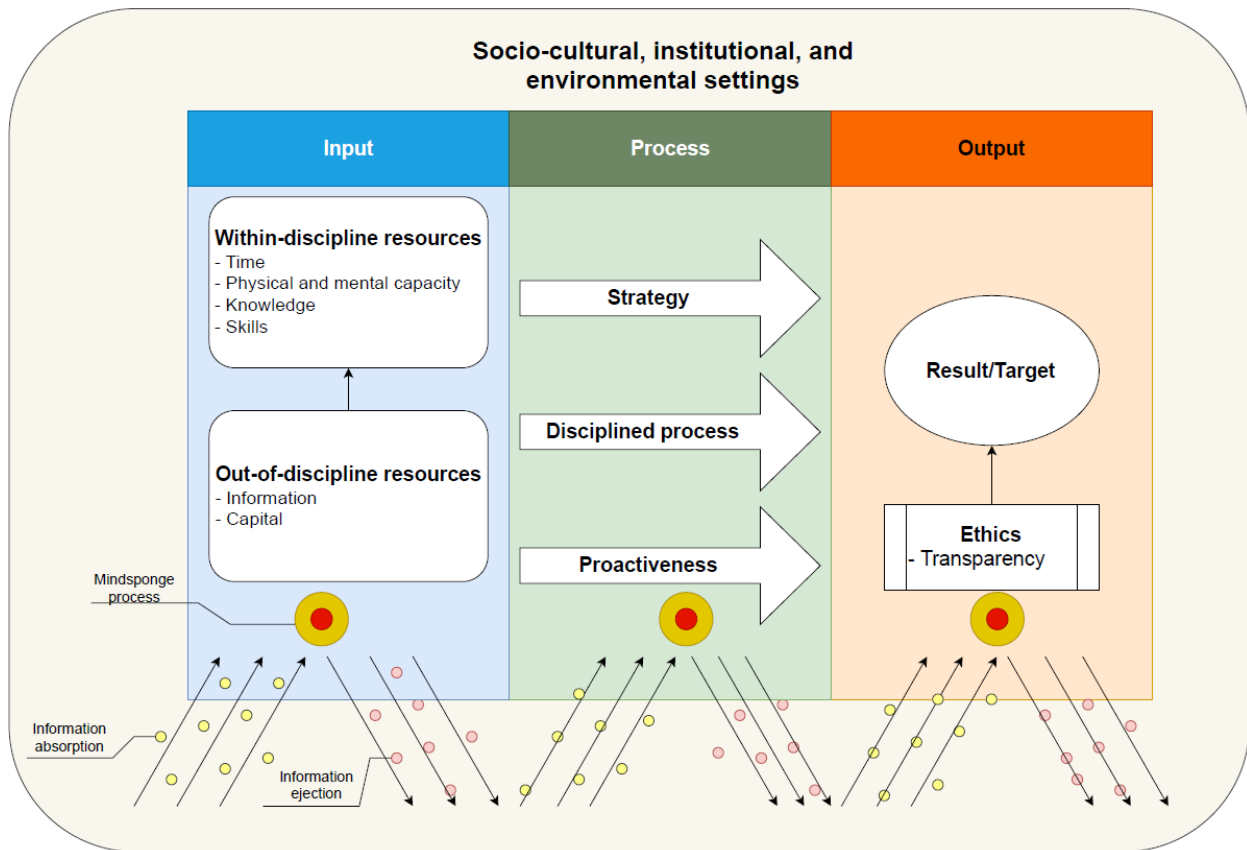 Socio-cultural, institutional, and
environmental settings
Input
Process
Output
Within-discipline resources
- Time
- Physical and mental capacity
- Knowledge
- Skills
Out-of-discipline resources
- Information
- Capital
Strategy
Disciplined process
Proactiveness
Result/Target
Ethics
- Transparency
Mindsponge
process
Information
absorption
Information
ejection